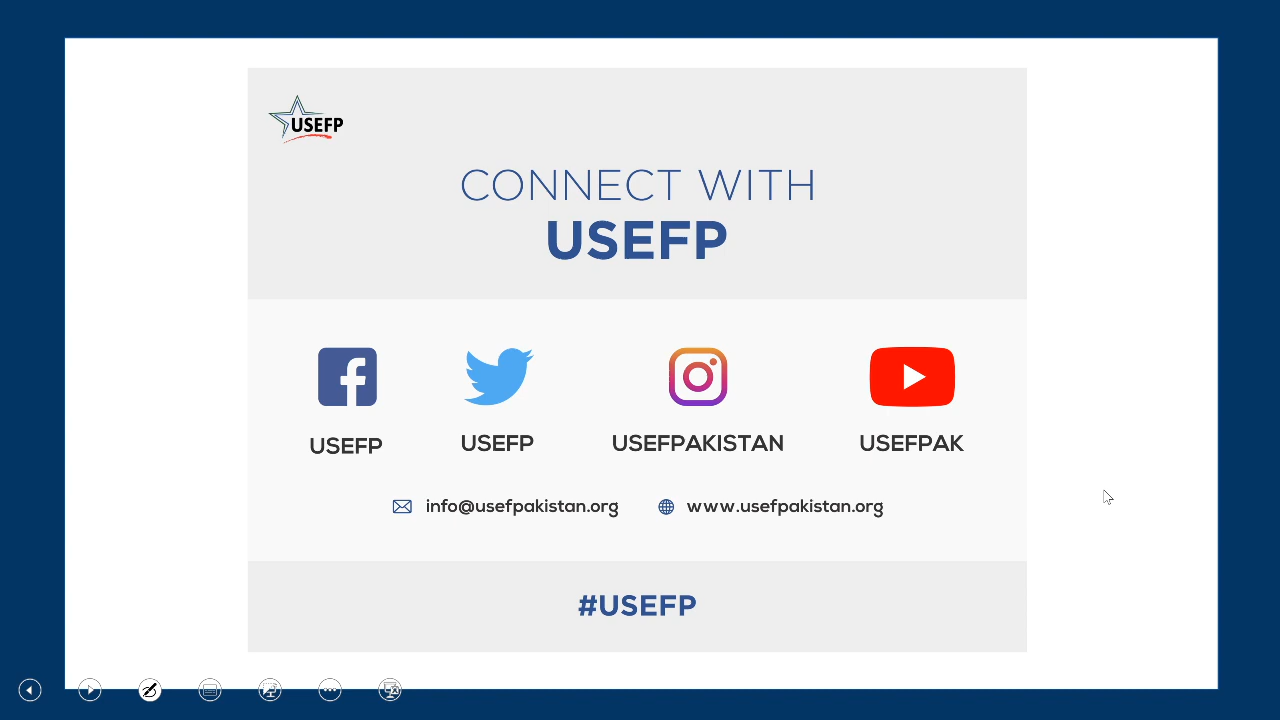 USEFP
CONNECT WITH
USEFP
USEFP
USEFP
USEFPAKISTAN
USEFPAK
info@usefpakistan.org
www.usefpakistan.org
#USEFP